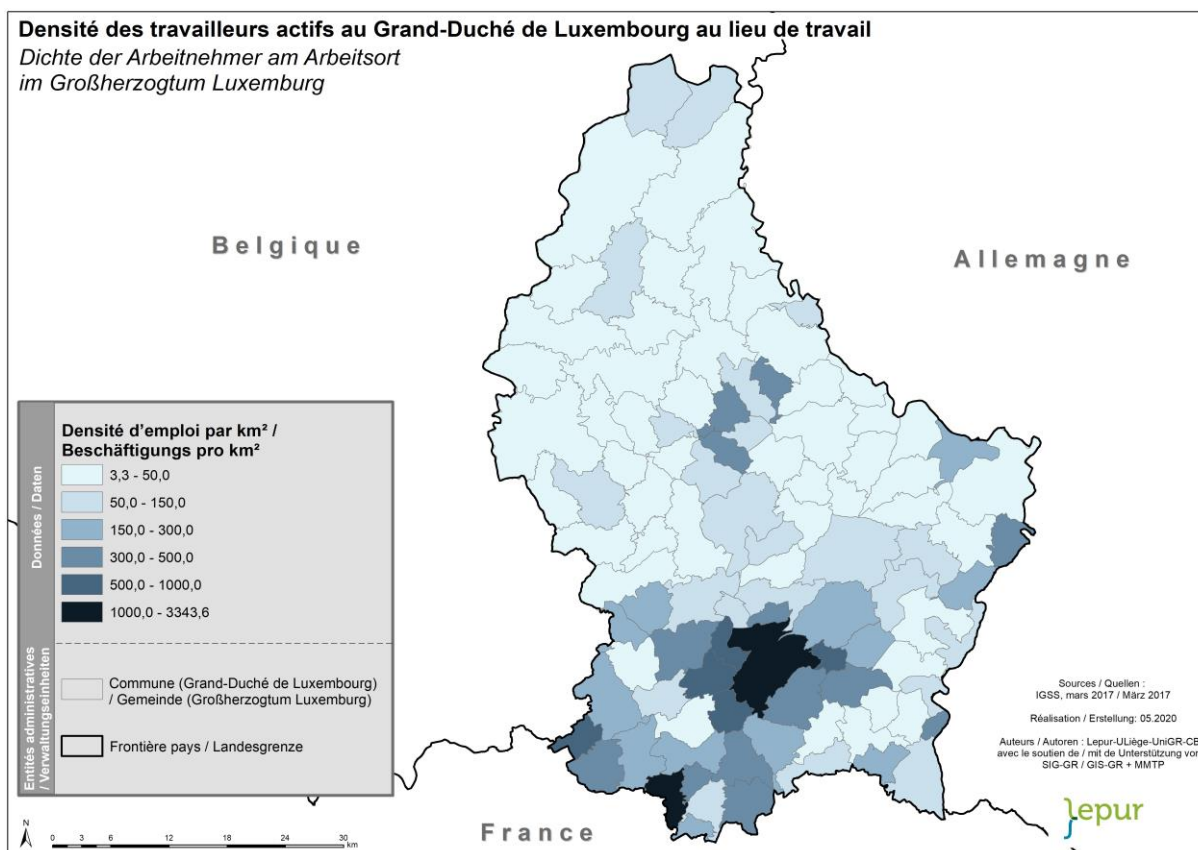 Densité des travailleurs actifs au Grand-Duché de Luxembourg au lieu de travail
Dichte der Arbeitnehmer am Arbeitsort
im Großherzogtum Luxemburg
Belgique
Allemagne
France
Données / Daten
Densité d'emploi par km² /
Beschäftigungs pro km²
3,3 - 50,0
50,0 - 150,0
150,0 - 300,0
300,0 - 500,0
500,0 - 1000,0
1000,0 - 3343,6
Entités administratives
/ Verwaltungseinheiten
Commune (Grand-Duché de Luxembourg)
/ Gemeinde (Großherzogtum Luxemburg)
Frontière pays / Landesgrenze
N
0 3 6 12 18 24 30
km
Sources / Quellen :
IGSS, mars 2017 / März 2017
Réalisation / Erstellung: 05.2020
Auteurs / Autoren : Lepur-ULiège-UniGR-CB
avec le soutien de / mit de Unterstützung von
SIG-GR / GIS-GR + MMTP
lepur